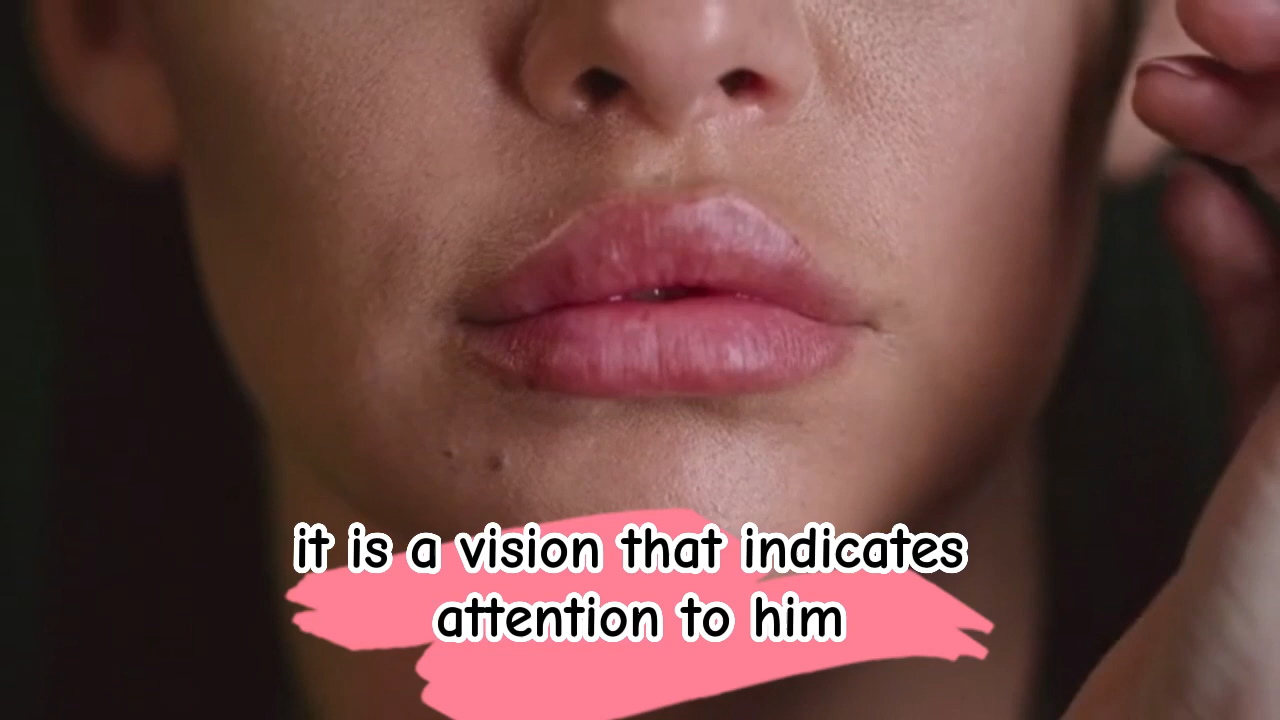 it is a vision that indicates
attention to him